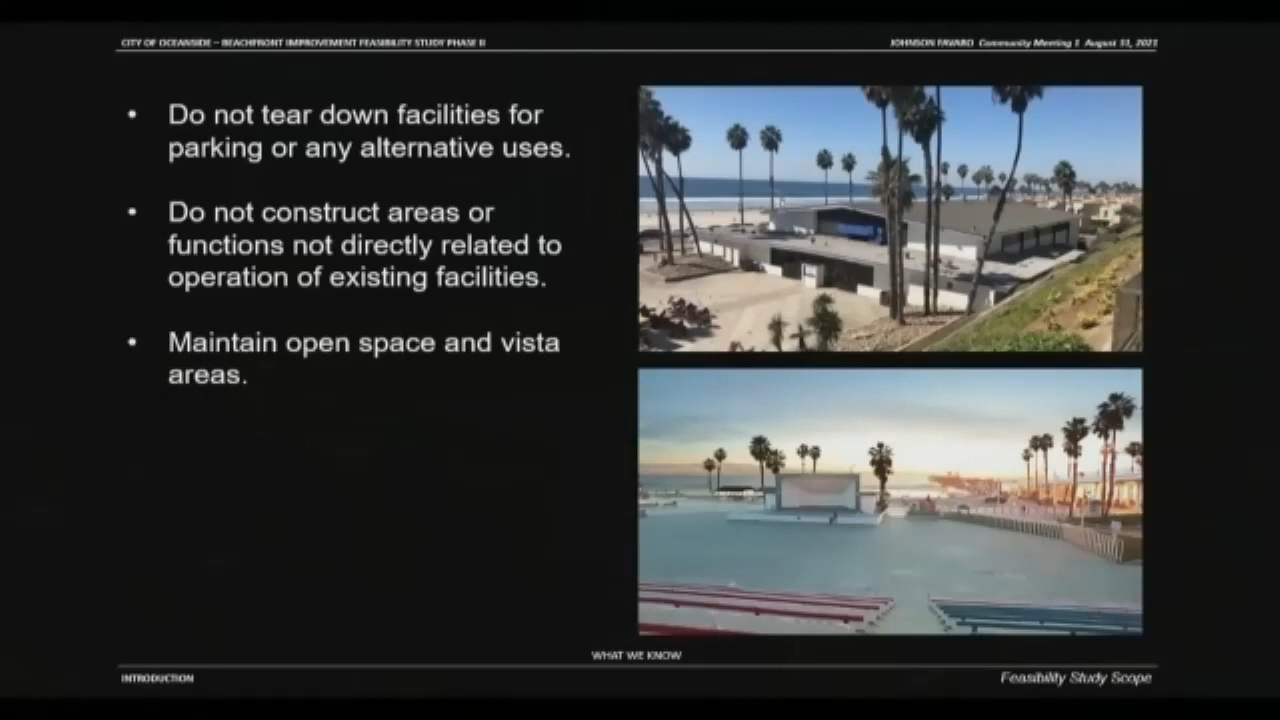 CITY OF OCEANSIDE – BEACHFRONT IMPROVEMENT FEASIBILITY STUDY PHASE II
JOHNSON FAVARO Community Meeting 1 August 31, 2021
• Do not tear down facilities for
parking or any alternative uses.
• Do not construct areas or
functions not directly related to
operation of existing facilities.
• Maintain open space and vista
areas.
WHAT WE KNOW
INTRODUCTION
Feasibility Study Scope